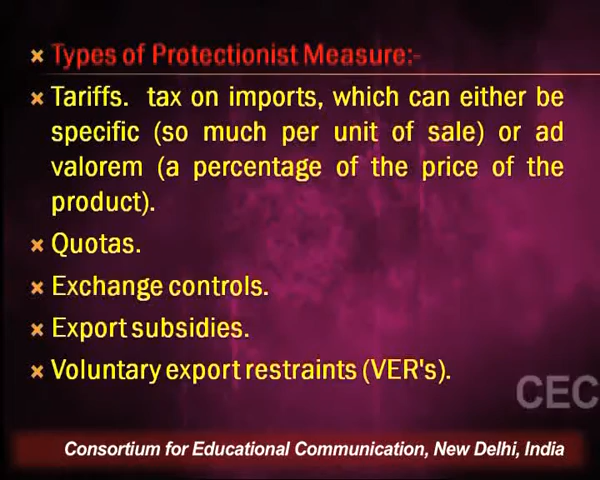 Types of Protectionist Measure:-
Tariffs. tax on imports, which can either be
specific (so much per unit of sale) or ad
valorem (a percentage of the price of the
product).
Quotas.
Exchange controls.
Export subsidies.
Voluntary export restraints (VER's).
CEC
Consortium for Educational Communication, New Delhi, India